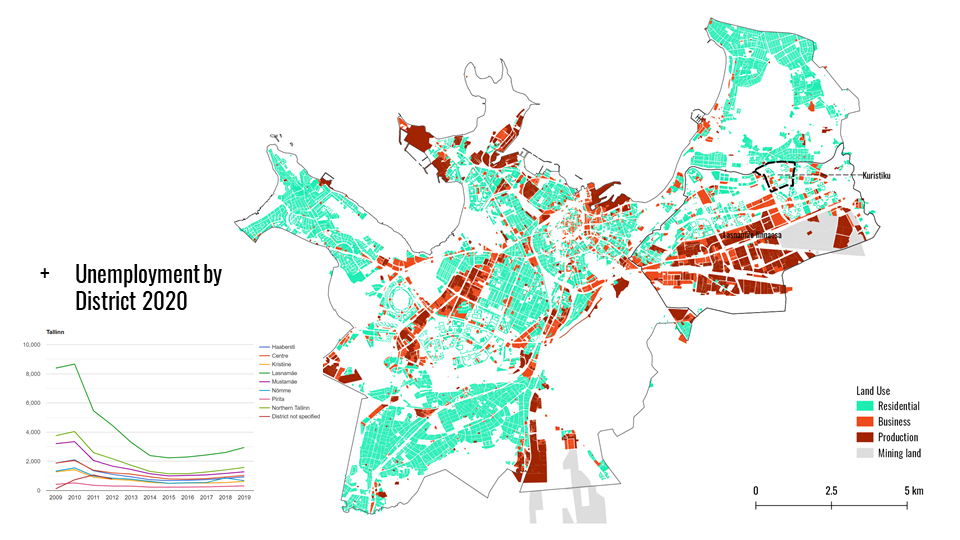 Kuristiku
Lasnamäe linnaosa
+ Unemployment by
District 2020
Tallinn
10,000
8,000
6,000
4,000
2,000
0
2009 2010 2011 2012 2013 2014 2015 2016 2017 2018 2019
Haabersti
Centre
Kristiine
Lasnamäe
Mustamäe
Nõmme
Pirita
Northern Tallinn
District not specified
Land Use
Residential
Business
Production
Mining land
0 2.5 5 km